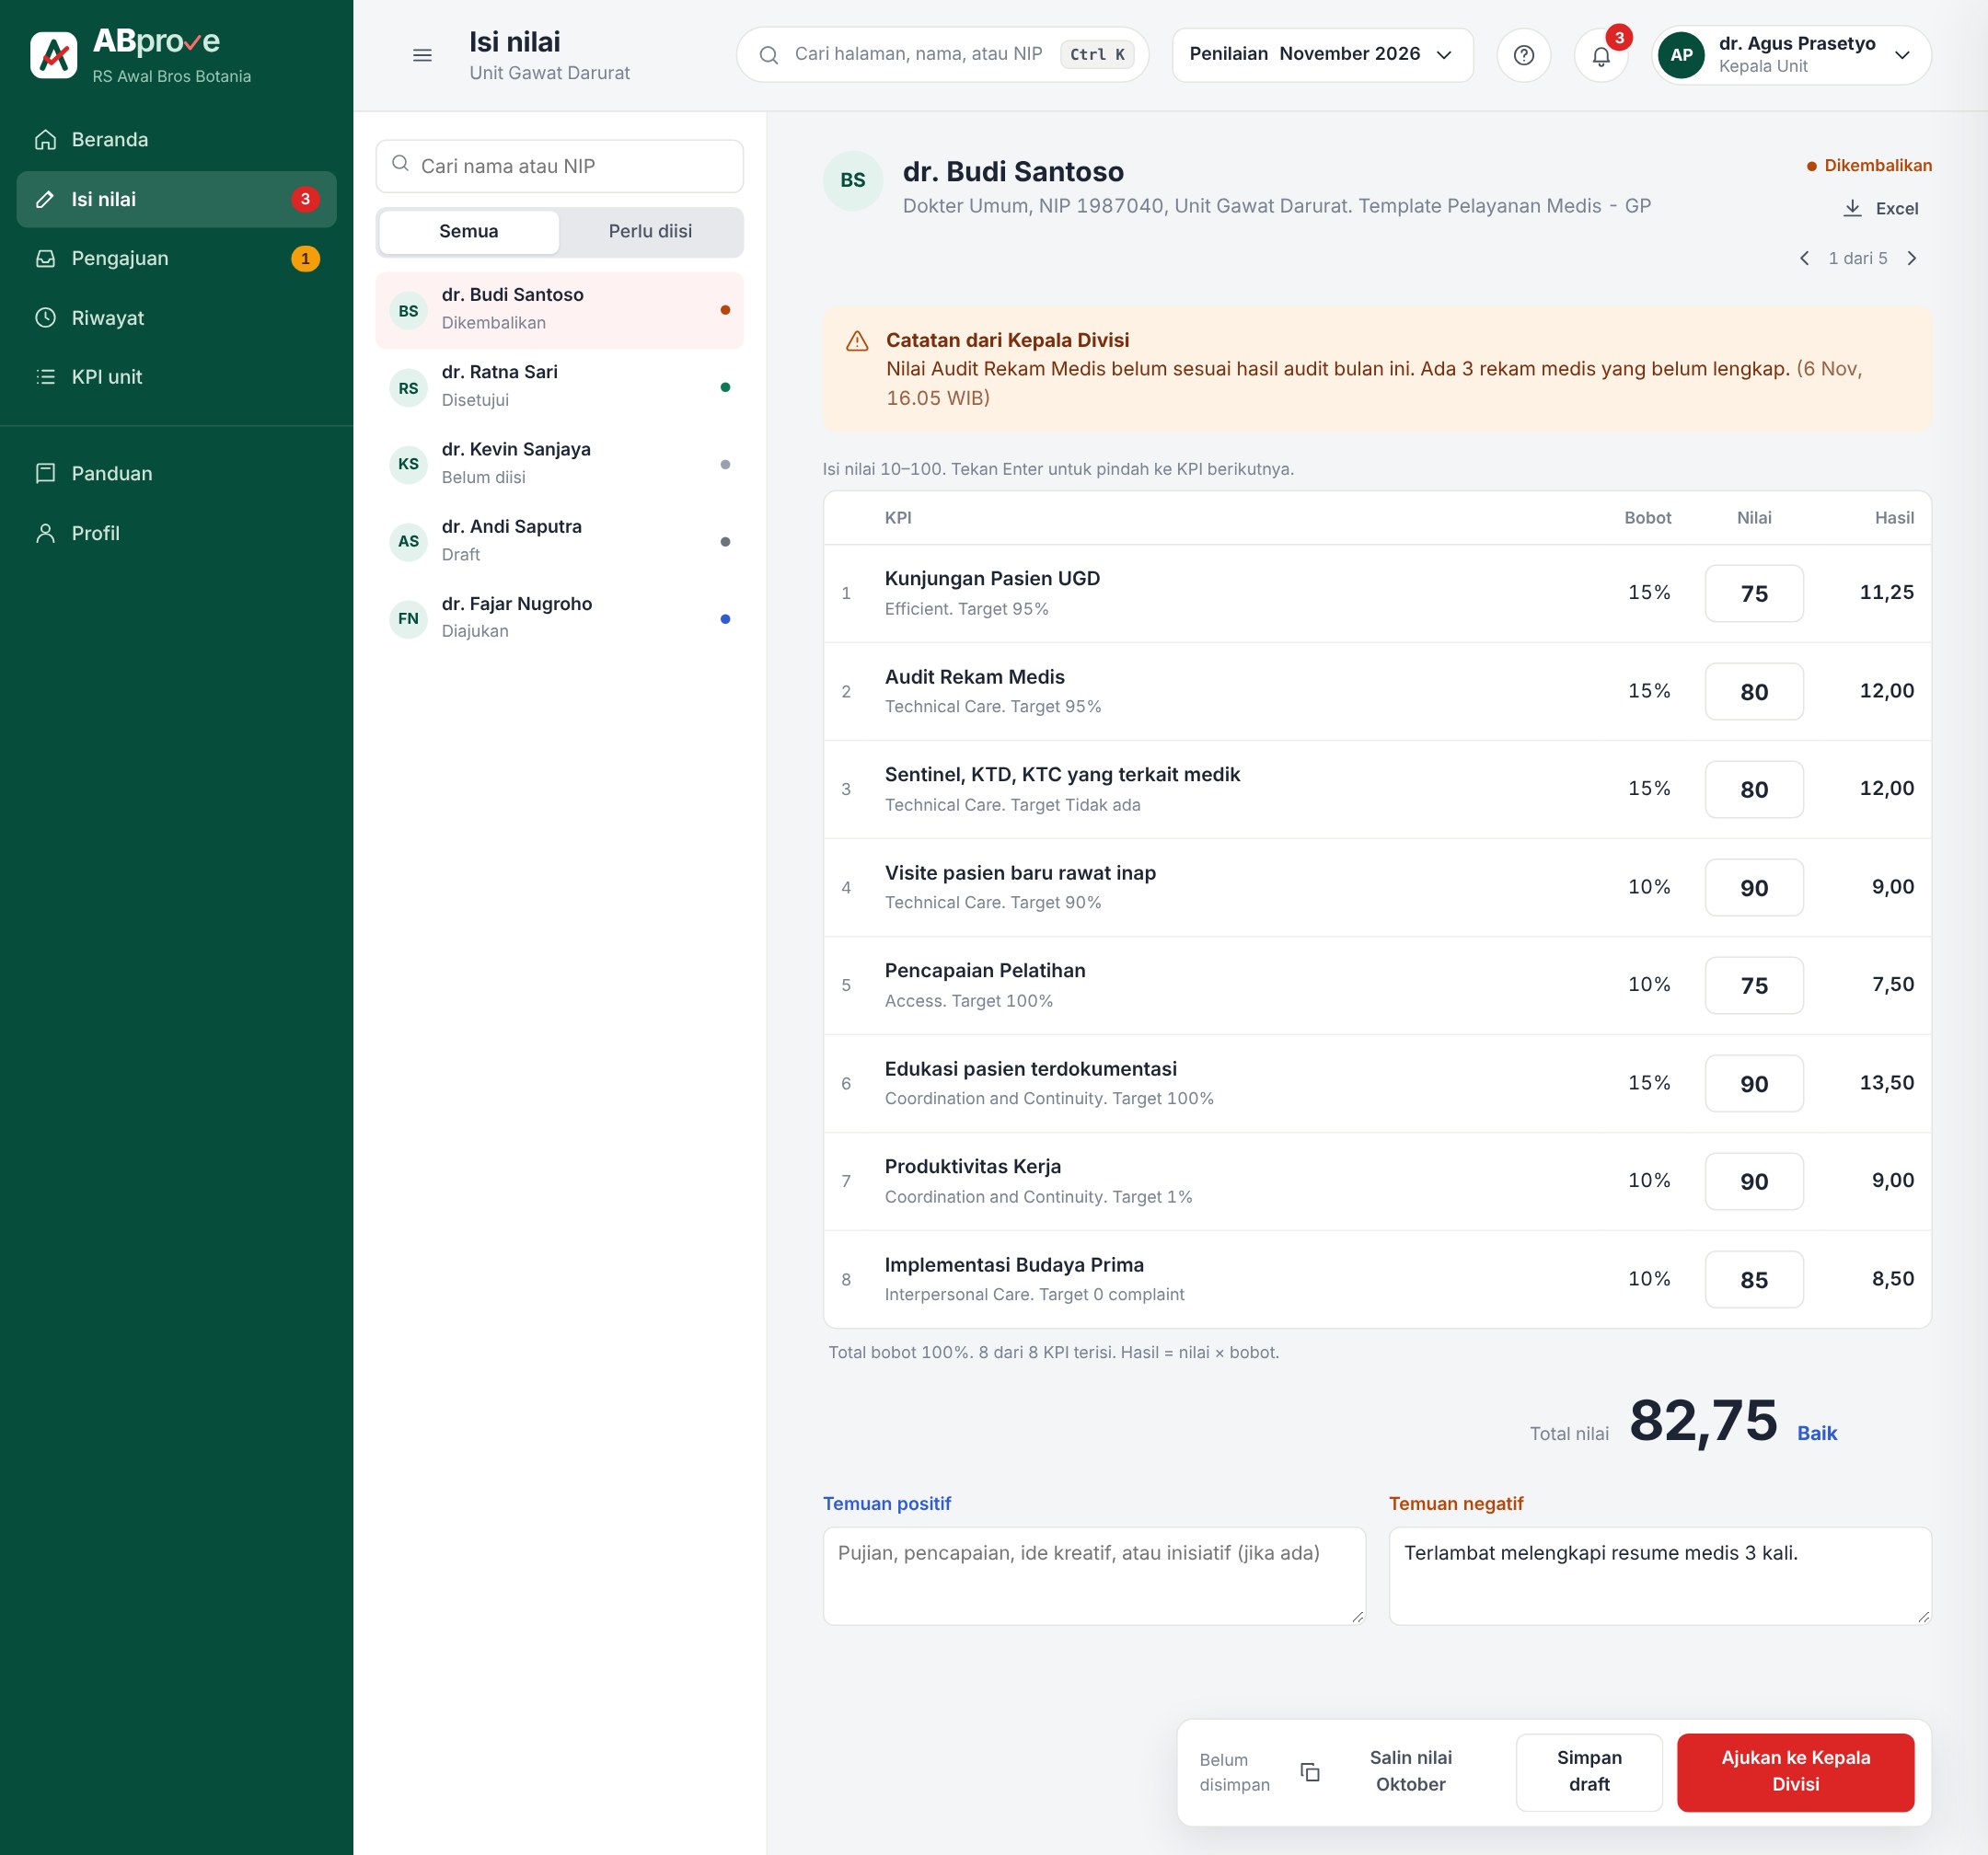 ABprove
RS Awal Bros Botania
Beranda
Isi nilai
3
Pengajuan
1
Riwayat
KPI unit
Panduan
Profil
Isi nilai
Unit Gawat Darurat
Cari halaman, nama, atau NIP
Ctrl K
Penilaian November 2026
3
AP
dr. Agus Prasetyo
Kepala Unit
Cari nama atau NIP
Semua
Perlu diisi
BS
dr. Budi Santoso
Dikembalikan
RS
dr. Ratna Sari
Disetujui
KS
dr. Kevin Sanjaya
Belum diisi
AS
dr. Andi Saputra
Draft
FN
dr. Fajar Nugroho
Diajukan
BS
dr. Budi Santoso
Dokter Umum, NIP 1987040, Unit Gawat Darurat. Template Pelayanan Medis - GP
Dikembalikan
Excel
1 dari 5
Catatan dari Kepala Divisi
Nilai Audit Rekam Medis belum sesuai hasil audit bulan ini. Ada 3 rekam medis yang belum lengkap. (6 Nov,
16.05 WIB)
Isi nilai 10–100. Tekan Enter untuk pindah ke KPI berikutnya.
KPI Bobot Nilai Hasil
1 Kunjungan Pasien UGD 15% 75 11,25
Efficient. Target 95%
2 Audit Rekam Medis 15% 80 12,00
Technical Care. Target 95%
3 Sentinel, KTD, KTC yang terkait medik 15% 80 12,00
Technical Care. Target Tidak ada
4 Visite pasien baru rawat inap 10% 90 9,00
Technical Care. Target 90%
5 Pencapaian Pelatihan 10% 75 7,50
Access. Target 100%
6 Edukasi pasien terdokumentasi 15% 90 13,50
Coordination and Continuity. Target 100%
7 Produktivitas Kerja 10% 90 9,00
Coordination and Continuity. Target 1%
8 Implementasi Budaya Prima 10% 85 8,50
Interpersonal Care. Target 0 complaint
Total bobot 100%. 8 dari 8 KPI terisi. Hasil = nilai × bobot.
Total nilai 82,75 Baik
Temuan positif
Pujian, pencapaian, ide kreatif, atau inisiatif (jika ada)
Temuan negatif
Terlambat melengkapi resume medis 3 kali.
Belum
disimpan
Salin nilai
Oktober
Simpan
draft
Ajukan ke Kepala
Divisi